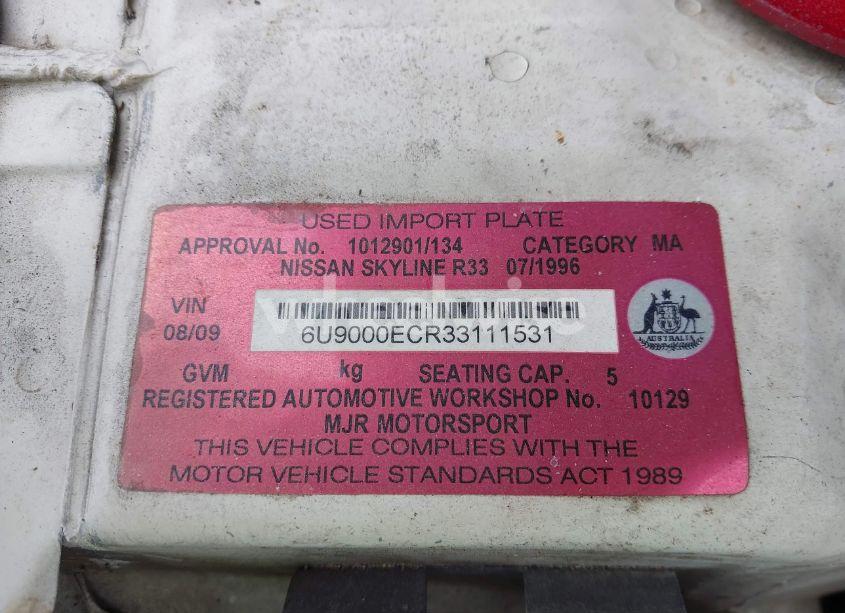 USED IMPORT PLATE
APPROVAL No. 1012901/134 CATEGORY MA
NISSAN SKYLINE R33 07/1996
VIN
08/09
6U9000ECR33111531
AUSTRALIA
GVM kg SEATING CAP. 5
REGISTERED AUTOMOTIVE WORKSHOP No. 10129
MJR MOTORSPORT
THIS VEHICLE COMPLIES WITH THE
MOTOR VEHICLE STANDARDS ACT 1989